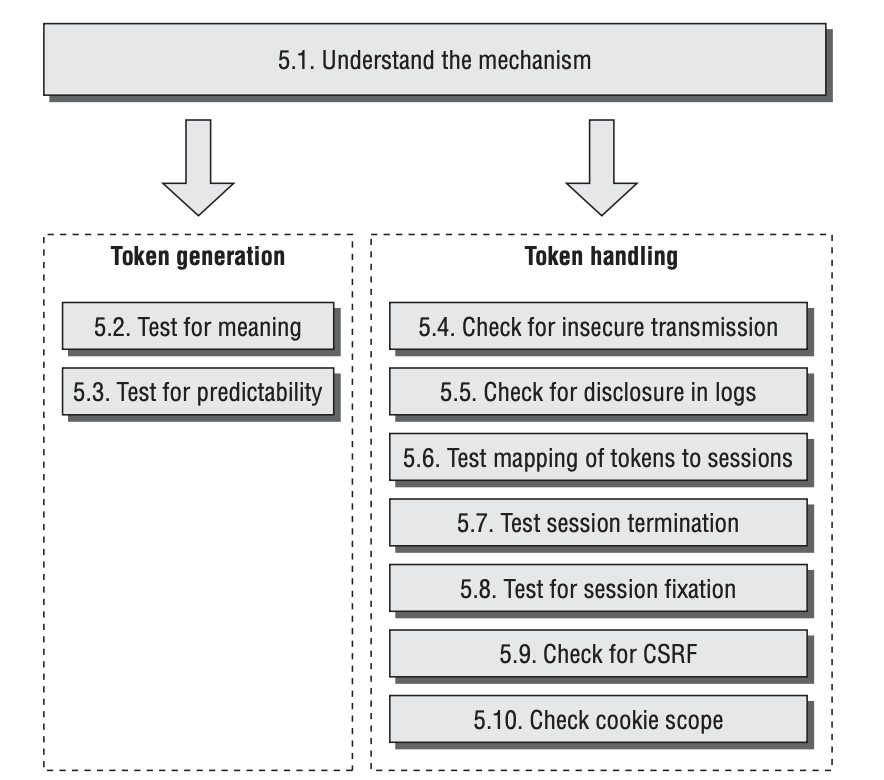 5.1. Understand the mechanism
Token generation
5.2. Test for meaning
5.3. Test for predictability
Token handling
5.4. Check for insecure transmission
5.5. Check for disclosure in logs
5.6. Test mapping of tokens to sessions
5.7. Test session termination
5.8. Test for session fixation
5.9. Check for CSRF
5.10. Check cookie scope